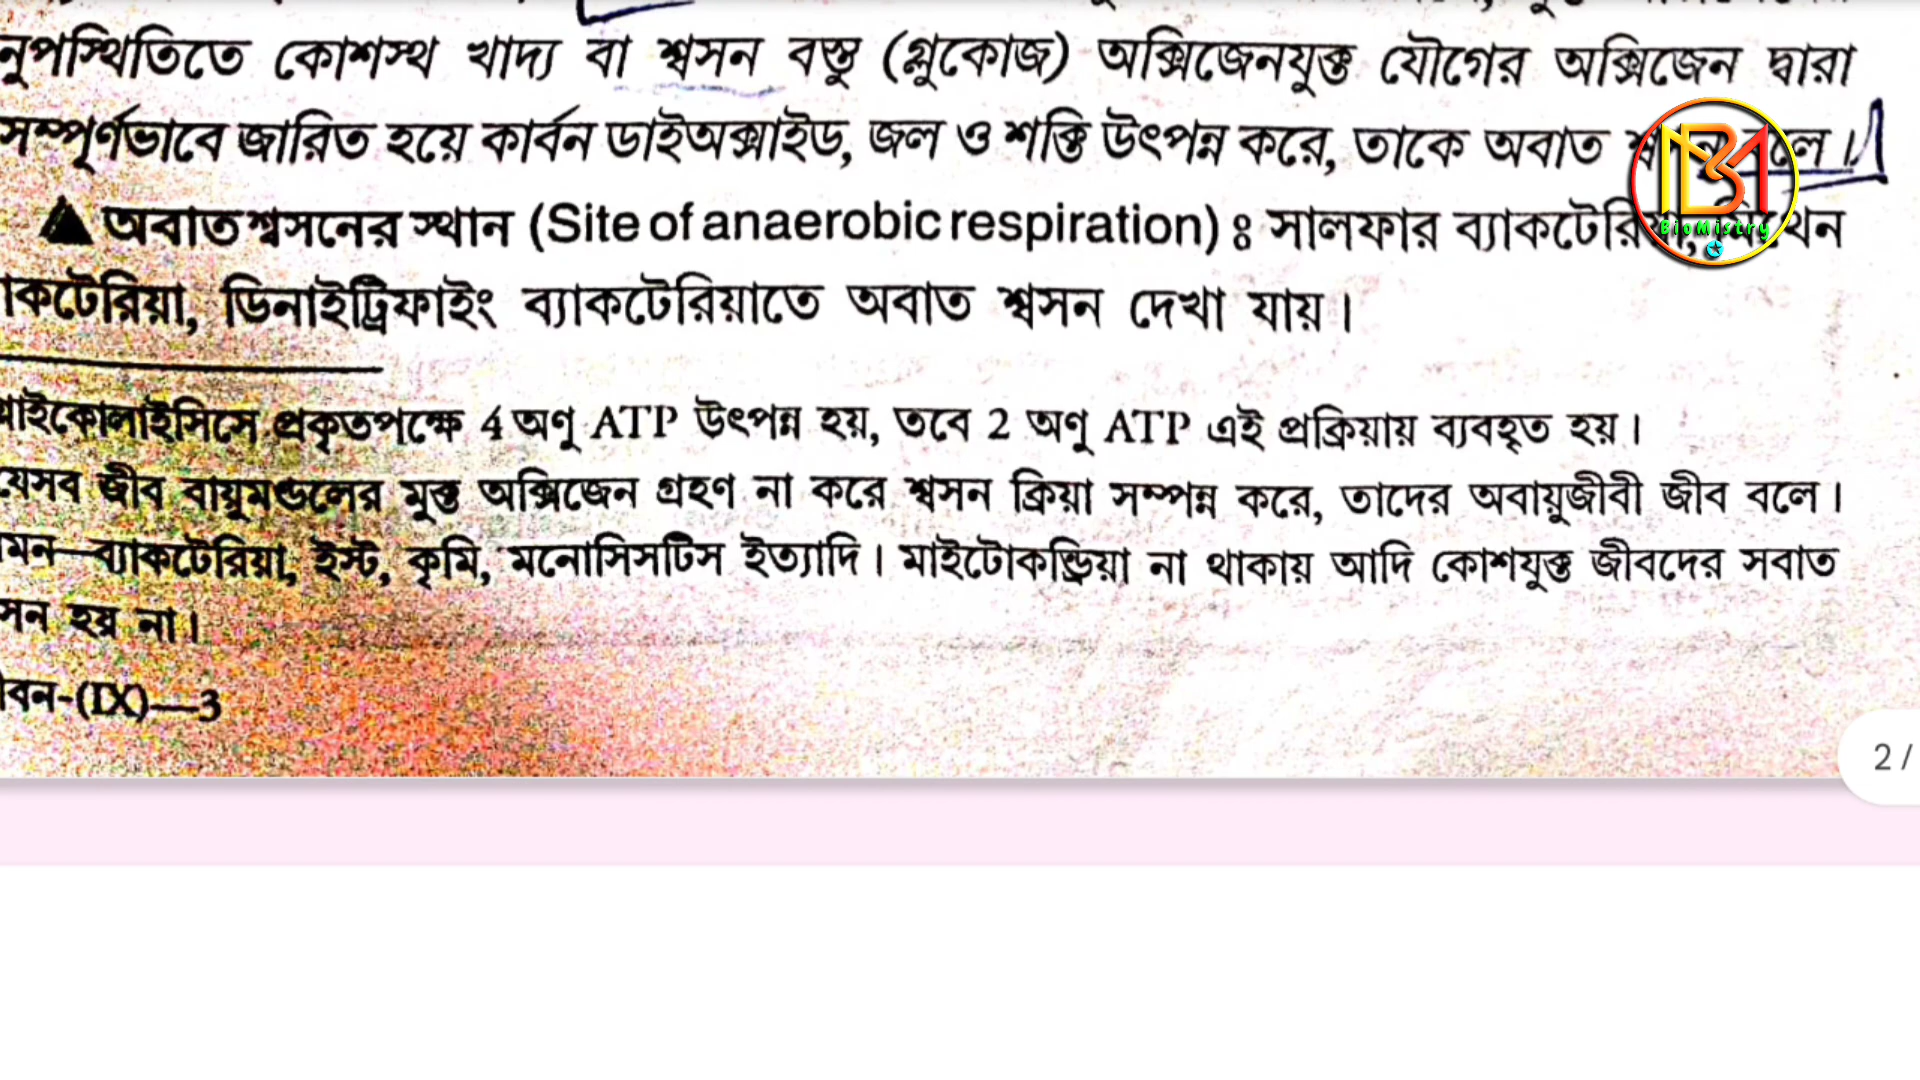 নুপস্থিতিতে কোশস্থ খাদ্য বা শ্বসন বস্তু (গ্লুকোজ) অক্সিজেনযুক্ত যৌগের অক্সিজেন দ্বারা
সম্পূর্ণভাবে জারিত হয়ে কার্বন ডাইঅক্সাইড, জল ও শক্তি উৎপন্ন করে, তাকে অবাত বলে।
▲ অবাত শ্বসনের স্থান (Site of anaerobic respiration) ঃ সালফার ব্যাকটেরিয়া, মিথেন
াকটেরিয়া, ডিনাইট্রিফাইং ব্যাকটেরিয়াতে অবাত শ্বসন দেখা যায়।
BM
BioMistry
াইকোলাইসিসে প্রকৃতপক্ষে 4 অণু ATP উৎপন্ন হয়, তবে 2 অণু ATP এই প্রক্রিয়ায় ব্যবহৃত হয়।
যেসব জীব বায়ুমণ্ডলের মুক্ত অক্সিজেন গ্রহণ না করে শ্বসন ক্রিয়া সম্পন্ন করে, তাদের অবায়ুজীবী জীব বলে।
মন—ব্যাকটেরিয়া, ইস্ট, কৃমি, মনোসিসটিস ইত্যাদি। মাইটোকন্ড্রিয়া না থাকায় আদি কোশযুক্ত জীবদের সবাত
সন হয় না।
ীবন-(IX)—3
2 /